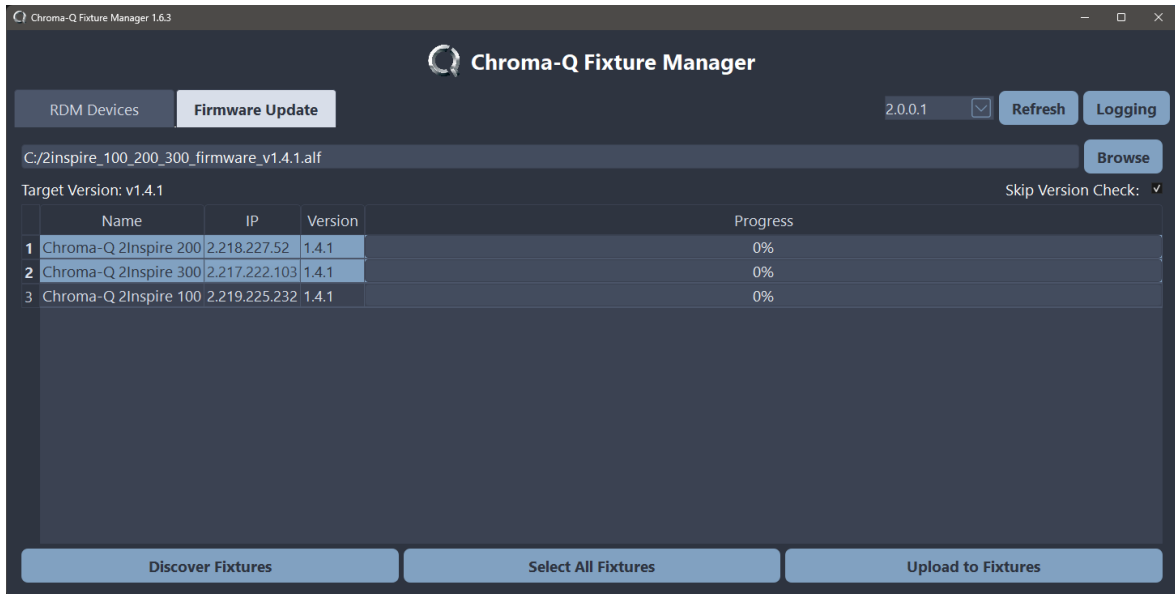 Chroma-Q Fixture Manager 1.6.3
Chroma-Q Fixture Manager
RDM Devices Firmware Update 2.0.0.1 Refresh Logging
C:/2inspire_100_200_300_firmware_v1.4.1.alf Browse
Target Version: v1.4.1 Skip Version Check:
Name IP Version Progress
1 Chroma-Q 2Inspire 200 2.218.227.52 1.4.1 0%
2 Chroma-Q 2Inspire 300 2.217.222.103 1.4.1 0%
3 Chroma-Q 2Inspire 100 2.219.225.232 1.4.1 0%
Discover Fixtures Select All Fixtures Upload to Fixtures